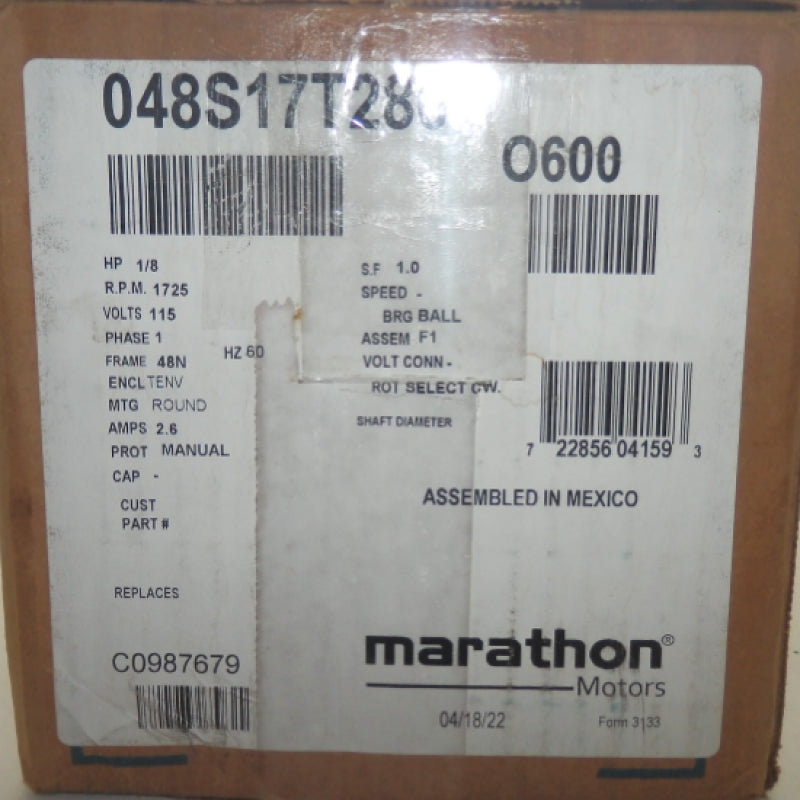 048S17T28
O600
HP 1/8
R.P.M. 1725
VOLTS 115
PHASE 1
HZ 60
FRAME 48N
ENCL TENV
MTG ROUND
AMPS 2.6
PROT MANUAL
CAP -
CUST
PART #
S.F 1.0
SPEED -
BRG BALL
ASSEM F1
VOLT CONN -
ROT SELECT CW.
SHAFT DIAMETER
7 22856 04159 3
ASSEMBLED IN MEXICO
REPLACES
C0987679
marathon®
Motors
04/18/22
Form 3133